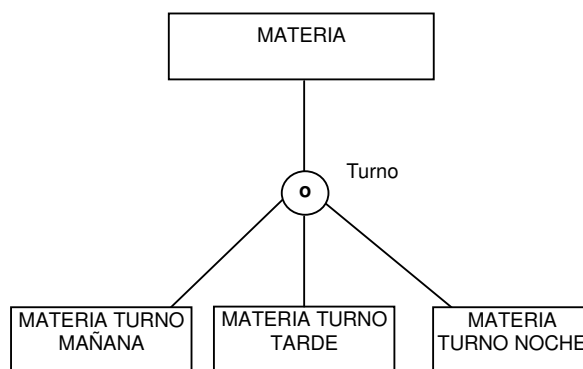 MATERIA
Turno
o
MATERIA TURNO
MAÑANA
MATERIA TURNO
TARDE
MATERIA
TURNO NOCHE